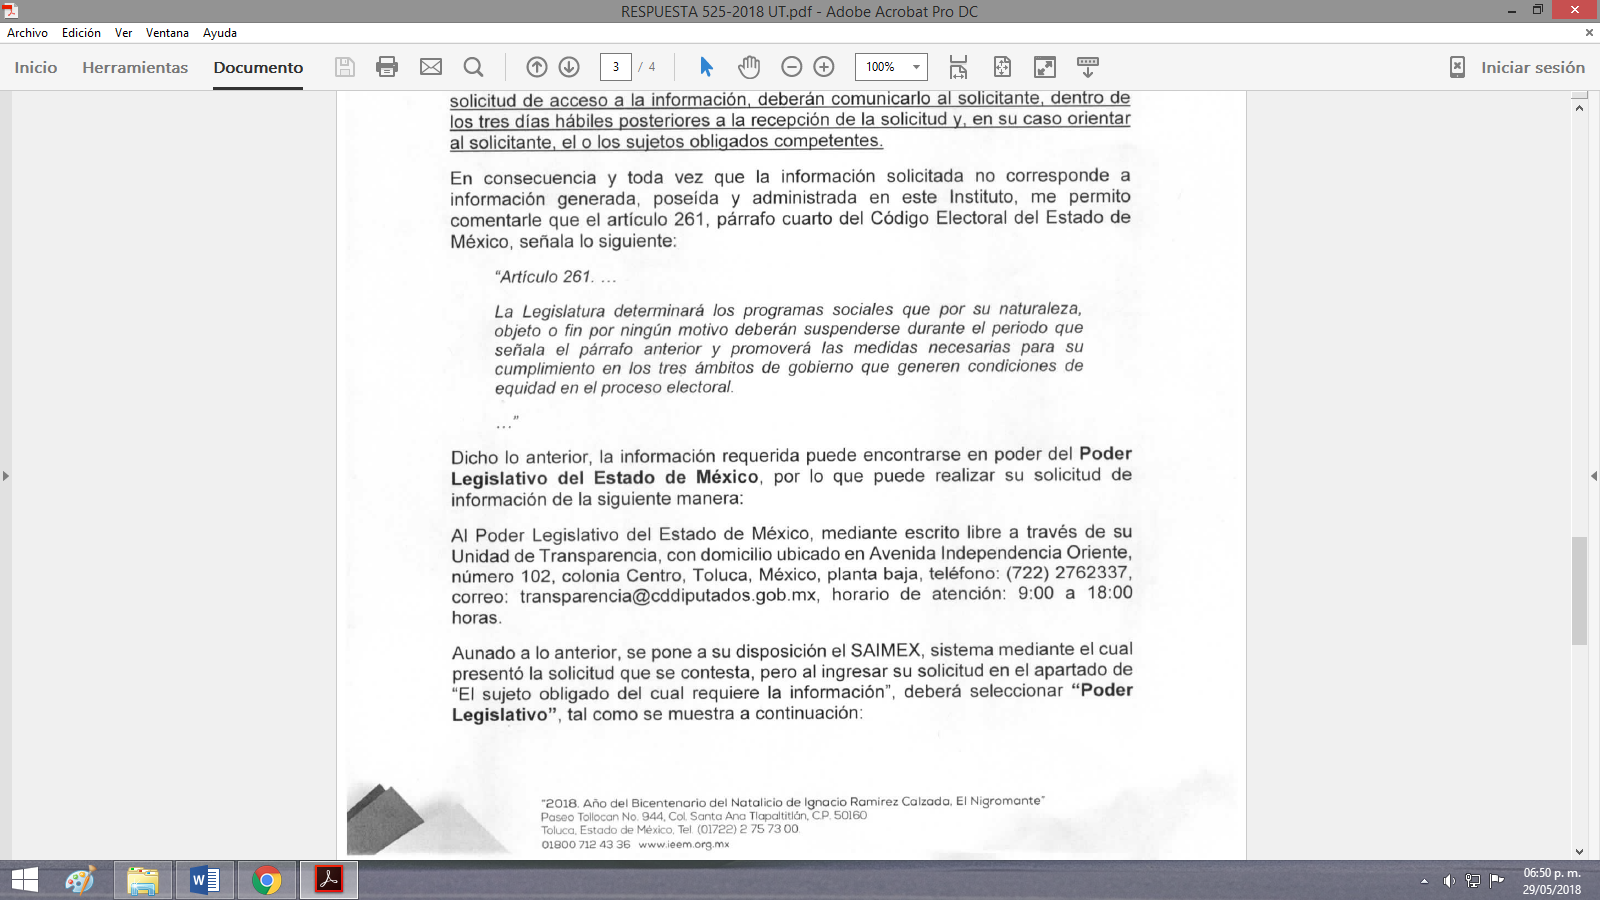 RESPUESTA 525-2018 UT.pdf - Adobe Acrobat Pro DC
Archivo Edición Ver Ventana Ayuda
Inicio Herramientas Documento 3 / 4 100% Iniciar sesión
solicitud de acceso a la información, deberán comunicarlo al solicitante, dentro de
los tres días hábiles posteriores a la recepción de la solicitud y, en su caso orientar
al solicitante, el o los sujetos obligados competentes.
En consecuencia y toda vez que la información solicitada no corresponde a
información generada, poseída y administrada en este Instituto, me permito
comentarle que el artículo 261, párrafo cuarto del Código Electoral del Estado de
México, señala lo siguiente:
“Artículo 261. …
La Legislatura determinará los programas sociales que por su naturaleza,
objeto o fin por ningún motivo deberán suspenderse durante el periodo que
señala el párrafo anterior y promoverá las medidas necesarias para su
cumplimiento en los tres ámbitos de gobierno que generen condiciones de
equidad en el proceso electoral.
…”
Dicho lo anterior, la información requerida puede encontrarse en poder del Poder
Legislativo del Estado de México, por lo que puede realizar su solicitud de
información de la siguiente manera:
Al Poder Legislativo del Estado de México, mediante escrito libre a través de su
Unidad de Transparencia, con domicilio ubicado en Avenida Independencia Oriente,
número 102, colonia Centro, Toluca, México, planta baja, teléfono: (722) 2762337,
correo: transparencia@cddiputados.gob.mx, horario de atención: 9:00 a 18:00
horas.
Aunado a lo anterior, se pone a su disposición el SAIMEX, sistema mediante el cual
presentó la solicitud que se contesta, pero al ingresar su solicitud en el apartado de
“El sujeto obligado del cual requiere la información”, deberá seleccionar “Poder
Legislativo”, tal como se muestra a continuación:
“2018. Año del Bicentenario del Natalicio de Ignacio Ramírez Calzada, El Nigromante”
Paseo Tollocan No. 944, Col. Santa Ana Tlapaltitlán, C.P. 50160
Toluca, Estado de México, Tel. (01722) 2 75 73 00
01800 712 43 36 www.ieem.org.mx
06:50 p. m.
29/05/2018